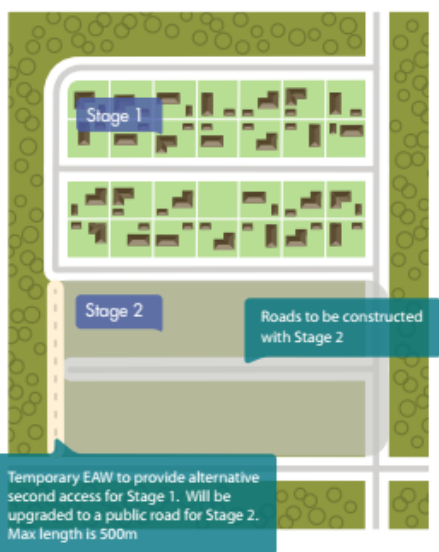 Stage 1
Stage 2
Roads to be constructed
with Stage 2
Temporary EAW to provide alternative
second access for Stage 1.  Will be
upgraded to a public road for Stage 2.
Max length is 500m